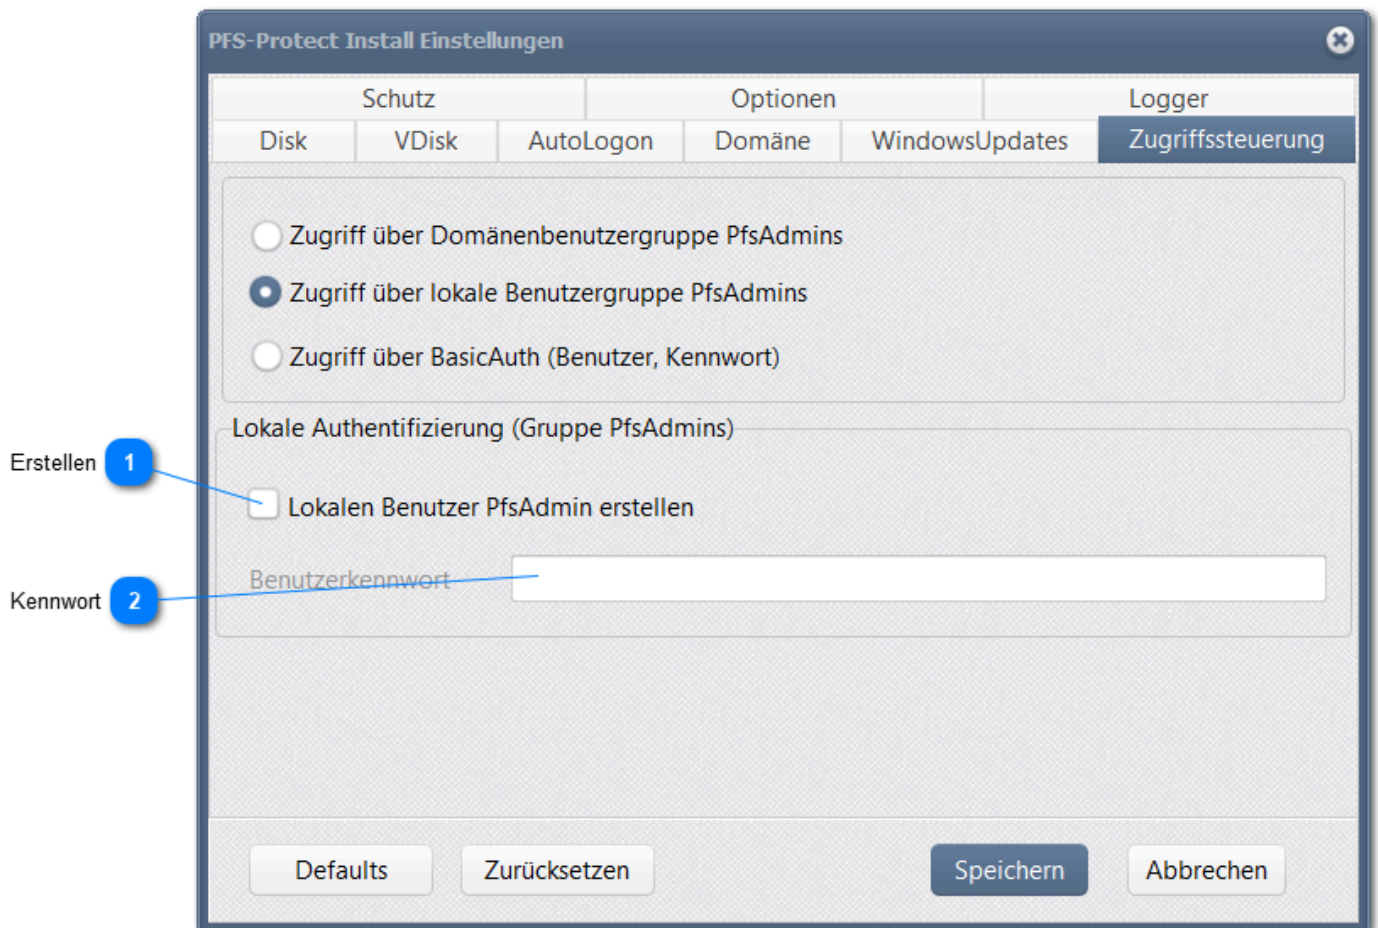 PFS-Protect Install Einstellungen
Schutz Optionen Logger
Disk VDisk AutoLogon Domäne WindowsUpdates Zugriffssteuerung
Zugriff über Domänenbenutzergruppe PfsAdmins
Zugriff über lokale Benutzergruppe PfsAdmins
Zugriff über BasicAuth (Benutzer, Kennwort)
Lokale Authentifizierung (Gruppe PfsAdmins)
Erstellen 1
Lokalen Benutzer PfsAdmin erstellen
Benutzerkennwort
Kennwort 2
Defaults Zurücksetzen Speichern Abbrechen